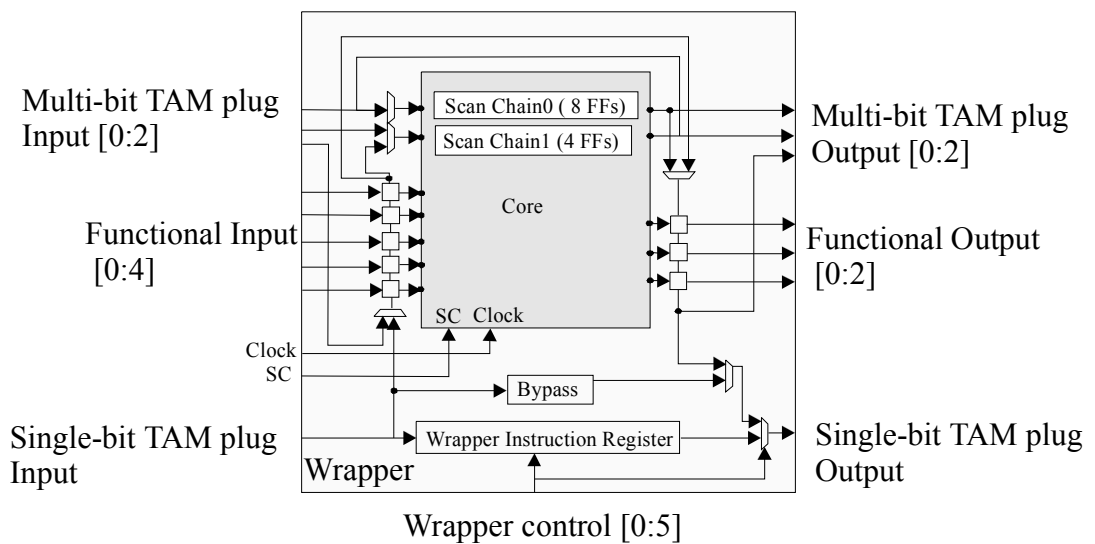 Multi-bit TAM plug
Input [0:2]
Scan Chain0 ( 8 FFs)
Scan Chain1 (4 FFs)
Multi-bit TAM plug
Output [0:2]
Core
Functional Input
[0:4]
Functional Output
[0:2]
SC Clock
Clock
SC
Bypass
Single-bit TAM plug
Input
Wrapper Instruction Register
Single-bit TAM plug
Output
Wrapper
Wrapper control [0:5]